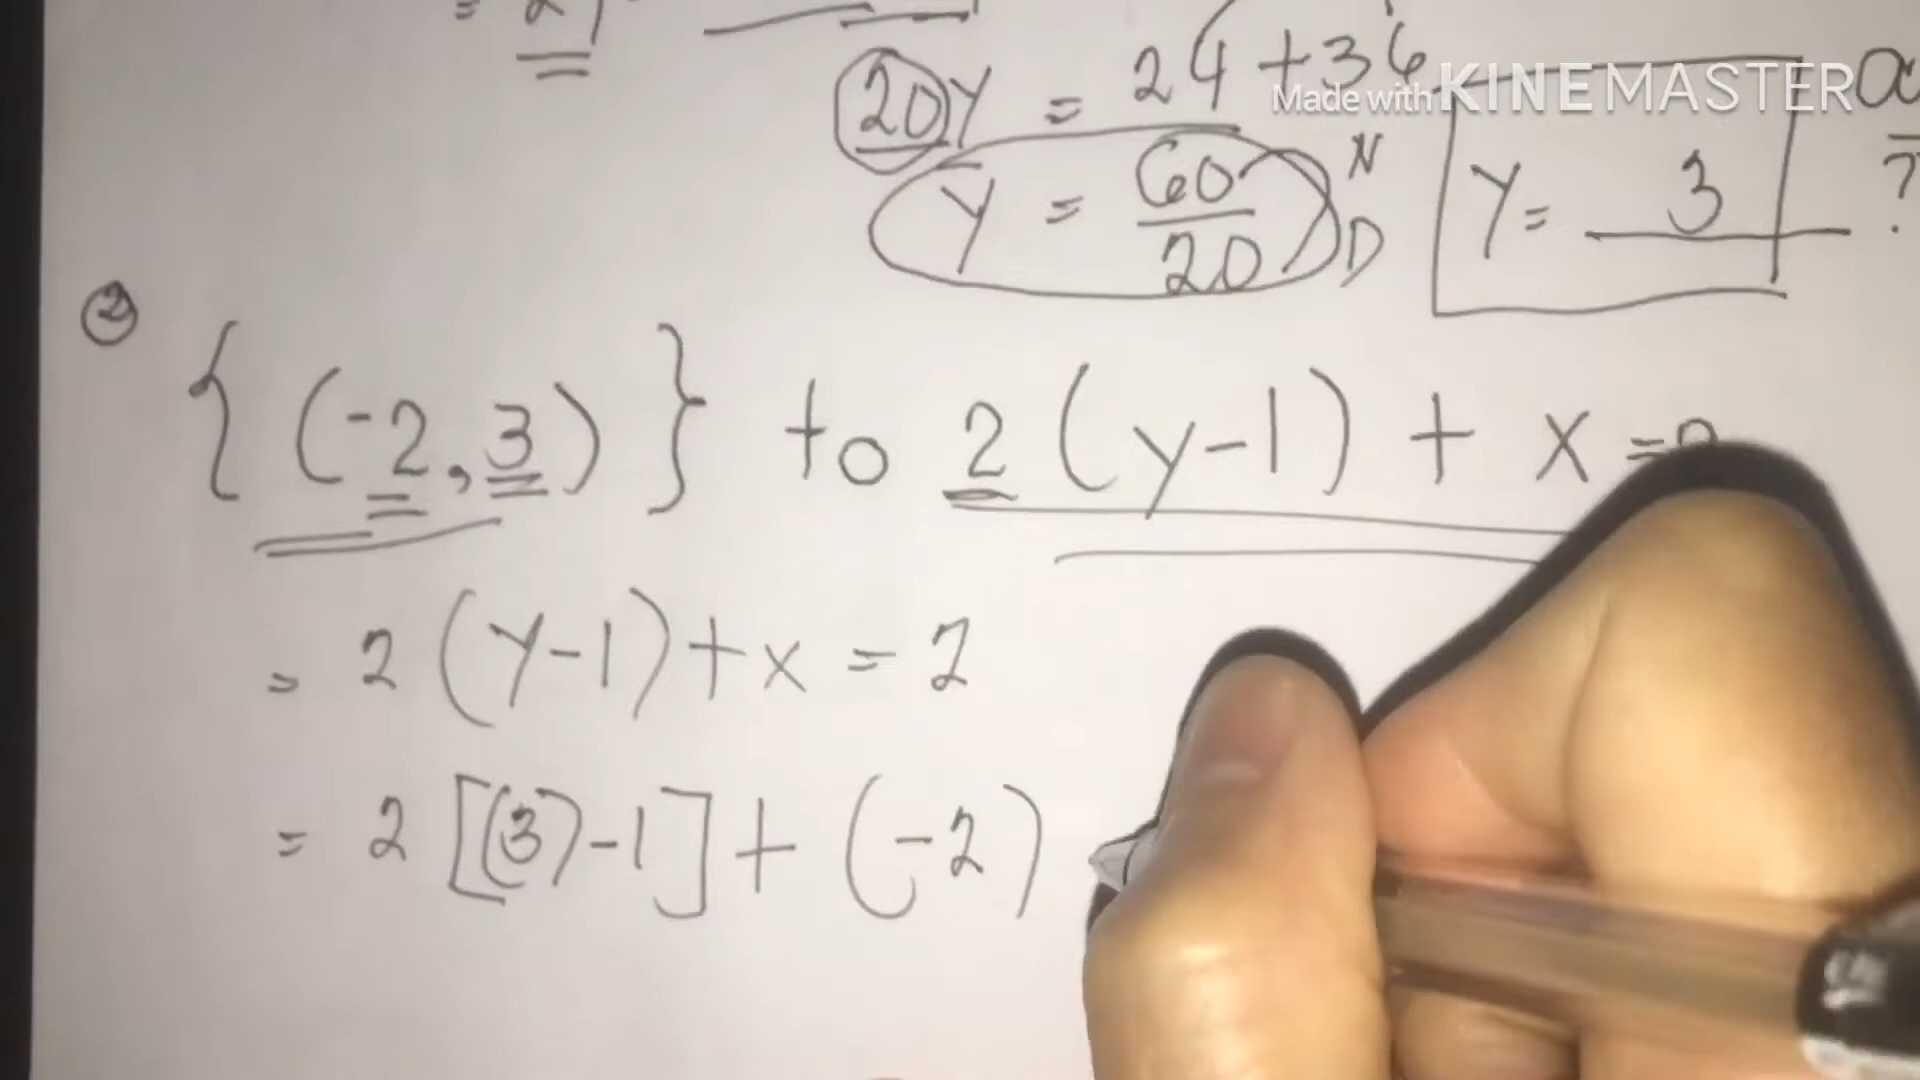 20y = 24 + 36
Made with KINEMASTER
y = 60/20
N
D
y = 3
?
2
{(-2, 3)} to 2(y-1) + x =
= 2(y-1) + x = 2
= 2[(3)-1] + (-2)